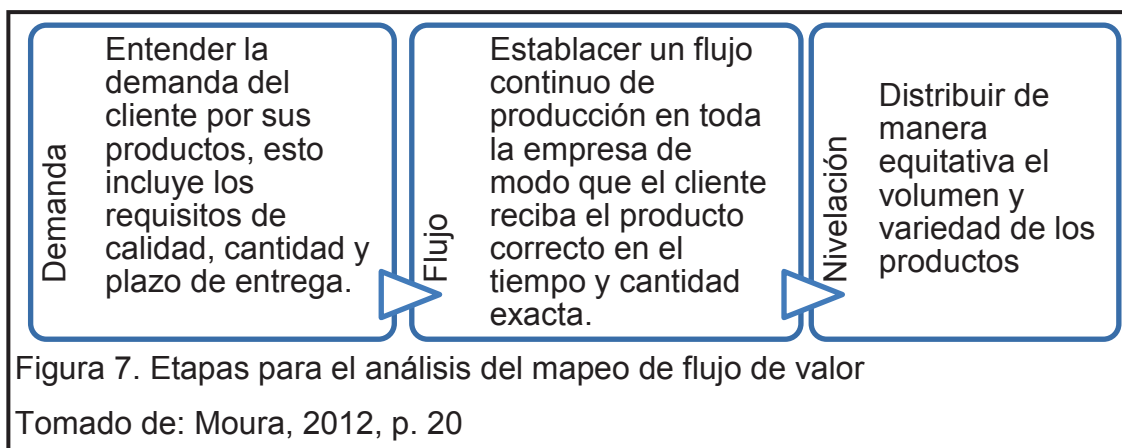 Demanda
Entender la
demanda del
cliente por sus
productos, esto
incluye los
requisitos de
calidad, cantidad y
plazo de entrega.
Flujo
Establacer un flujo
continuo de
producción en toda
la empresa de
modo que el cliente
reciba el producto
correcto en el
tiempo y cantidad
exacta.
Nivelación
Distribuir de
manera
equitativa el
volumen y
variedad de los
productos
Figura 7. Etapas para el análisis del mapeo de flujo de valor
Tomado de: Moura, 2012, p. 20